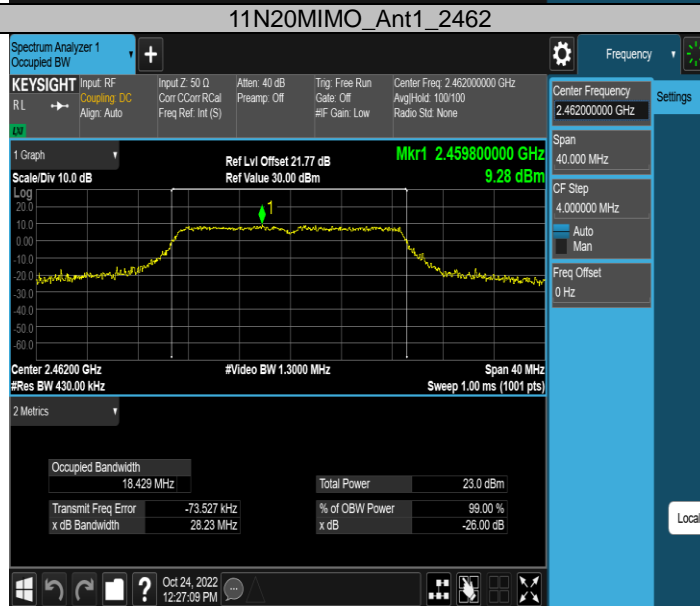 11N20MIMO_Ant1_2462
Spectrum Analyzer 1
Occupied BW
+
Frequency
KEYSIGHT
RL
LXI
Input: RF
Coupling: DC
Align: Auto
Input Z: 50 Ω
Corr CCorr RCal
Freq Ref: Int (S)
Atten: 40 dB
Preamp: Off
Trig: Free Run
Gate: Off
#IF Gain: Low
Center Freq: 2.462000000 GHz
Avg|Hold: 100/100
Radio Std: None
Center Frequency
2.462000000 GHz
Settings
Span
40.000 MHz
CF Step
4.000000 MHz
Auto
Man
Freq Offset
0 Hz
1 Graph
Scale/Div 10.0 dB
Ref Lvl Offset 21.77 dB
Ref Value 30.00 dBm
Mkr1 2.459800000 GHz
9.28 dBm
Log
20.0
10.0
0.00
-10.0
-20.0
-30.0
-40.0
-50.0
-60.0
1
Center 2.46200 GHz
#Res BW 430.00 kHz
#Video BW 1.3000 MHz
Span 40 MHz
Sweep 1.00 ms (1001 pts)
2 Metrics
Occupied Bandwidth
18.429 MHz
Total Power 23.0 dBm
Transmit Freq Error -73.527 kHz
% of OBW Power 99.00 %
x dB Bandwidth 28.23 MHz
x dB -26.00 dB
Local
?
Oct 24, 2022
12:27:09 PM